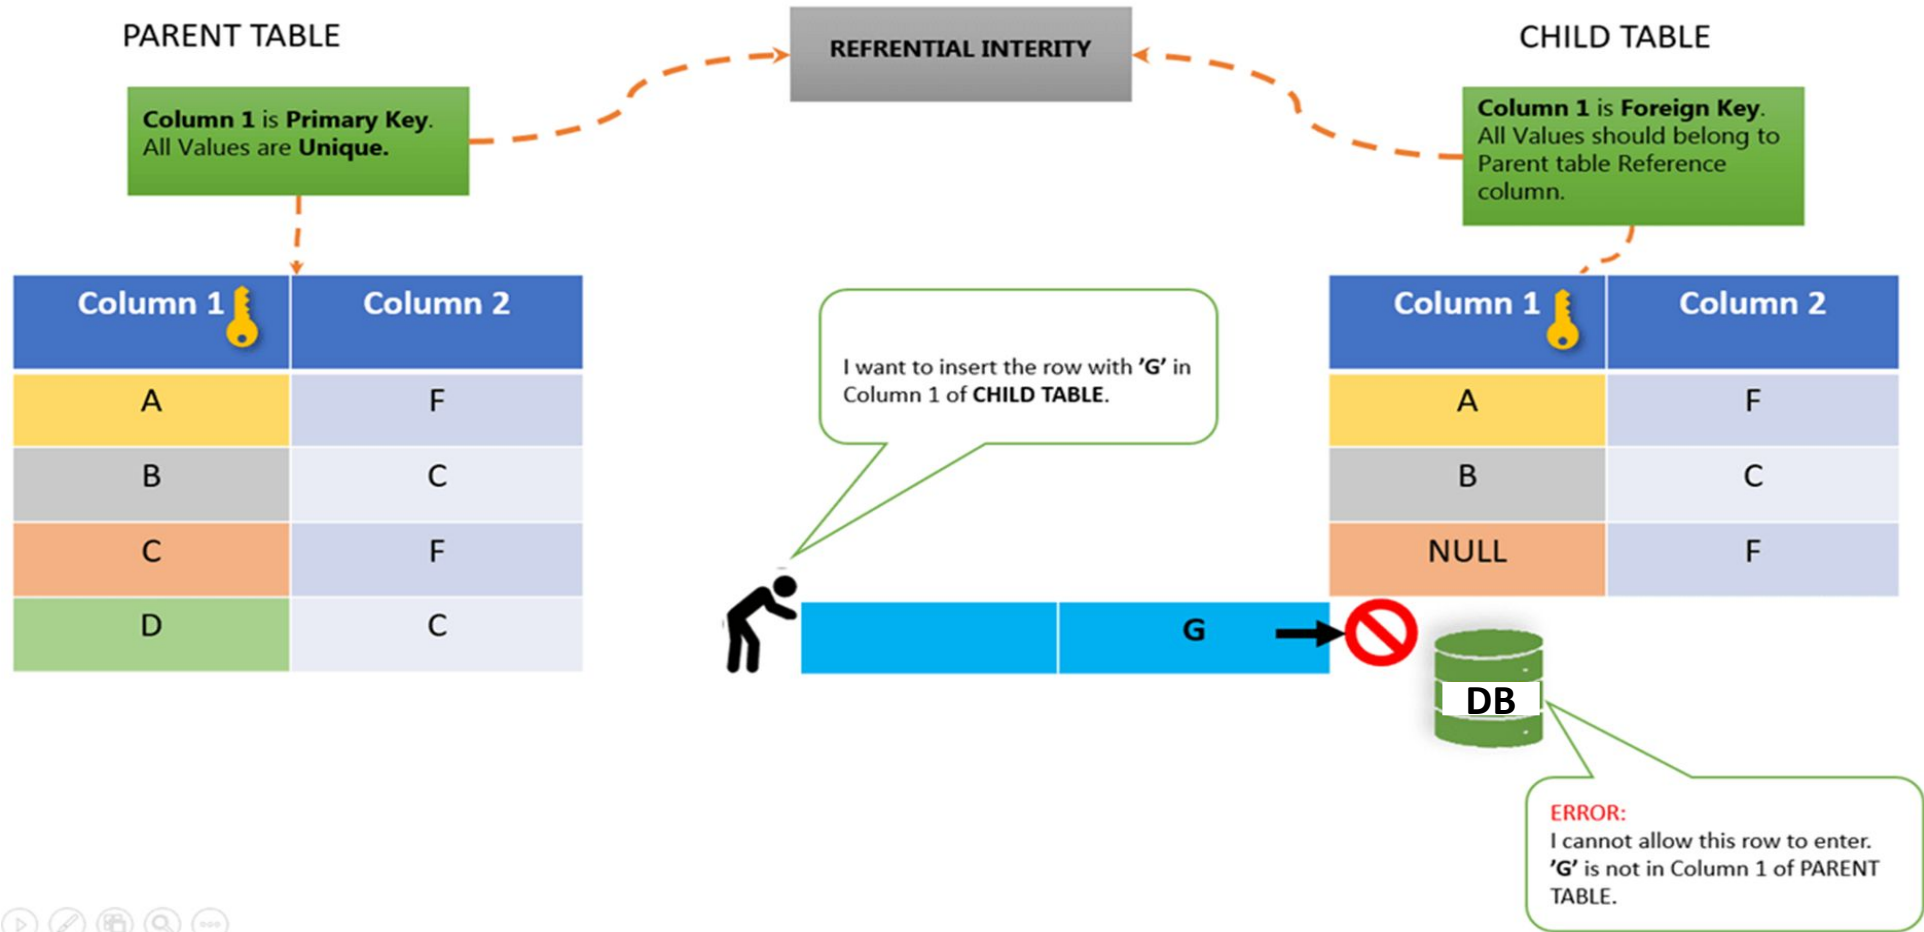 PARENT TABLE
REFRENTIAL INTERITY
CHILD TABLE
Column 1 is Primary Key.
All Values are Unique.
Column 1 is Foreign Key.
All Values should belong to
Parent table Reference
column.
Column 1 Column 2
A F
B C
C F
D C
I want to insert the row with ’G’ in
Column 1 of CHILD TABLE.
G
Column 1 Column 2
A F
B C
NULL F
DB
ERROR:
I cannot allow this row to enter.
’G’ is not in Column 1 of PARENT
TABLE.